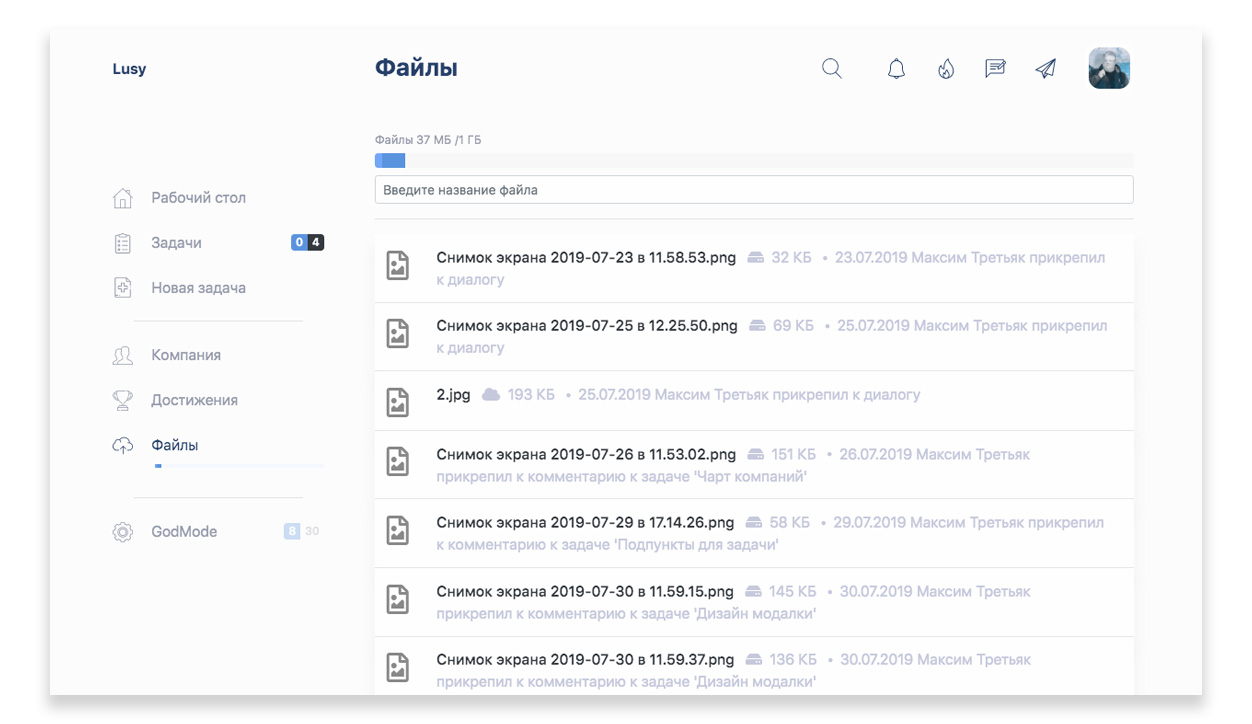 Lusy
Файлы
Файлы 37 МБ /1 ГБ
Введите название файла
Рабочий стол
Задачи 0 4
Новая задача
Компания
Достижения
Файлы
GodMode 8 30
Снимок экрана 2019-07-23 в 11.58.53.png 32 КБ • 23.07.2019 Максим Третьяк прикрепил
к диалогу
Снимок экрана 2019-07-25 в 12.25.50.png 69 КБ • 25.07.2019 Максим Третьяк прикрепил
к диалогу
2.jpg 193 КБ • 25.07.2019 Максим Третьяк прикрепил к диалогу
Снимок экрана 2019-07-26 в 11.53.02.png 151 КБ • 26.07.2019 Максим Третьяк
прикрепил к комментарию к задаче 'Чарт компаний'
Снимок экрана 2019-07-29 в 17.14.26.png 58 КБ • 29.07.2019 Максим Третьяк прикрепил
к комментарию к задаче 'Подпункты для задачи'
Снимок экрана 2019-07-30 в 11.59.15.png 145 КБ • 30.07.2019 Максим Третьяк
прикрепил к комментарию к задаче 'Дизайн модалки'
Снимок экрана 2019-07-30 в 11.59.37.png 136 КБ • 30.07.2019 Максим Третьяк
прикрепил к комментарию к задаче 'Дизайн модалки'